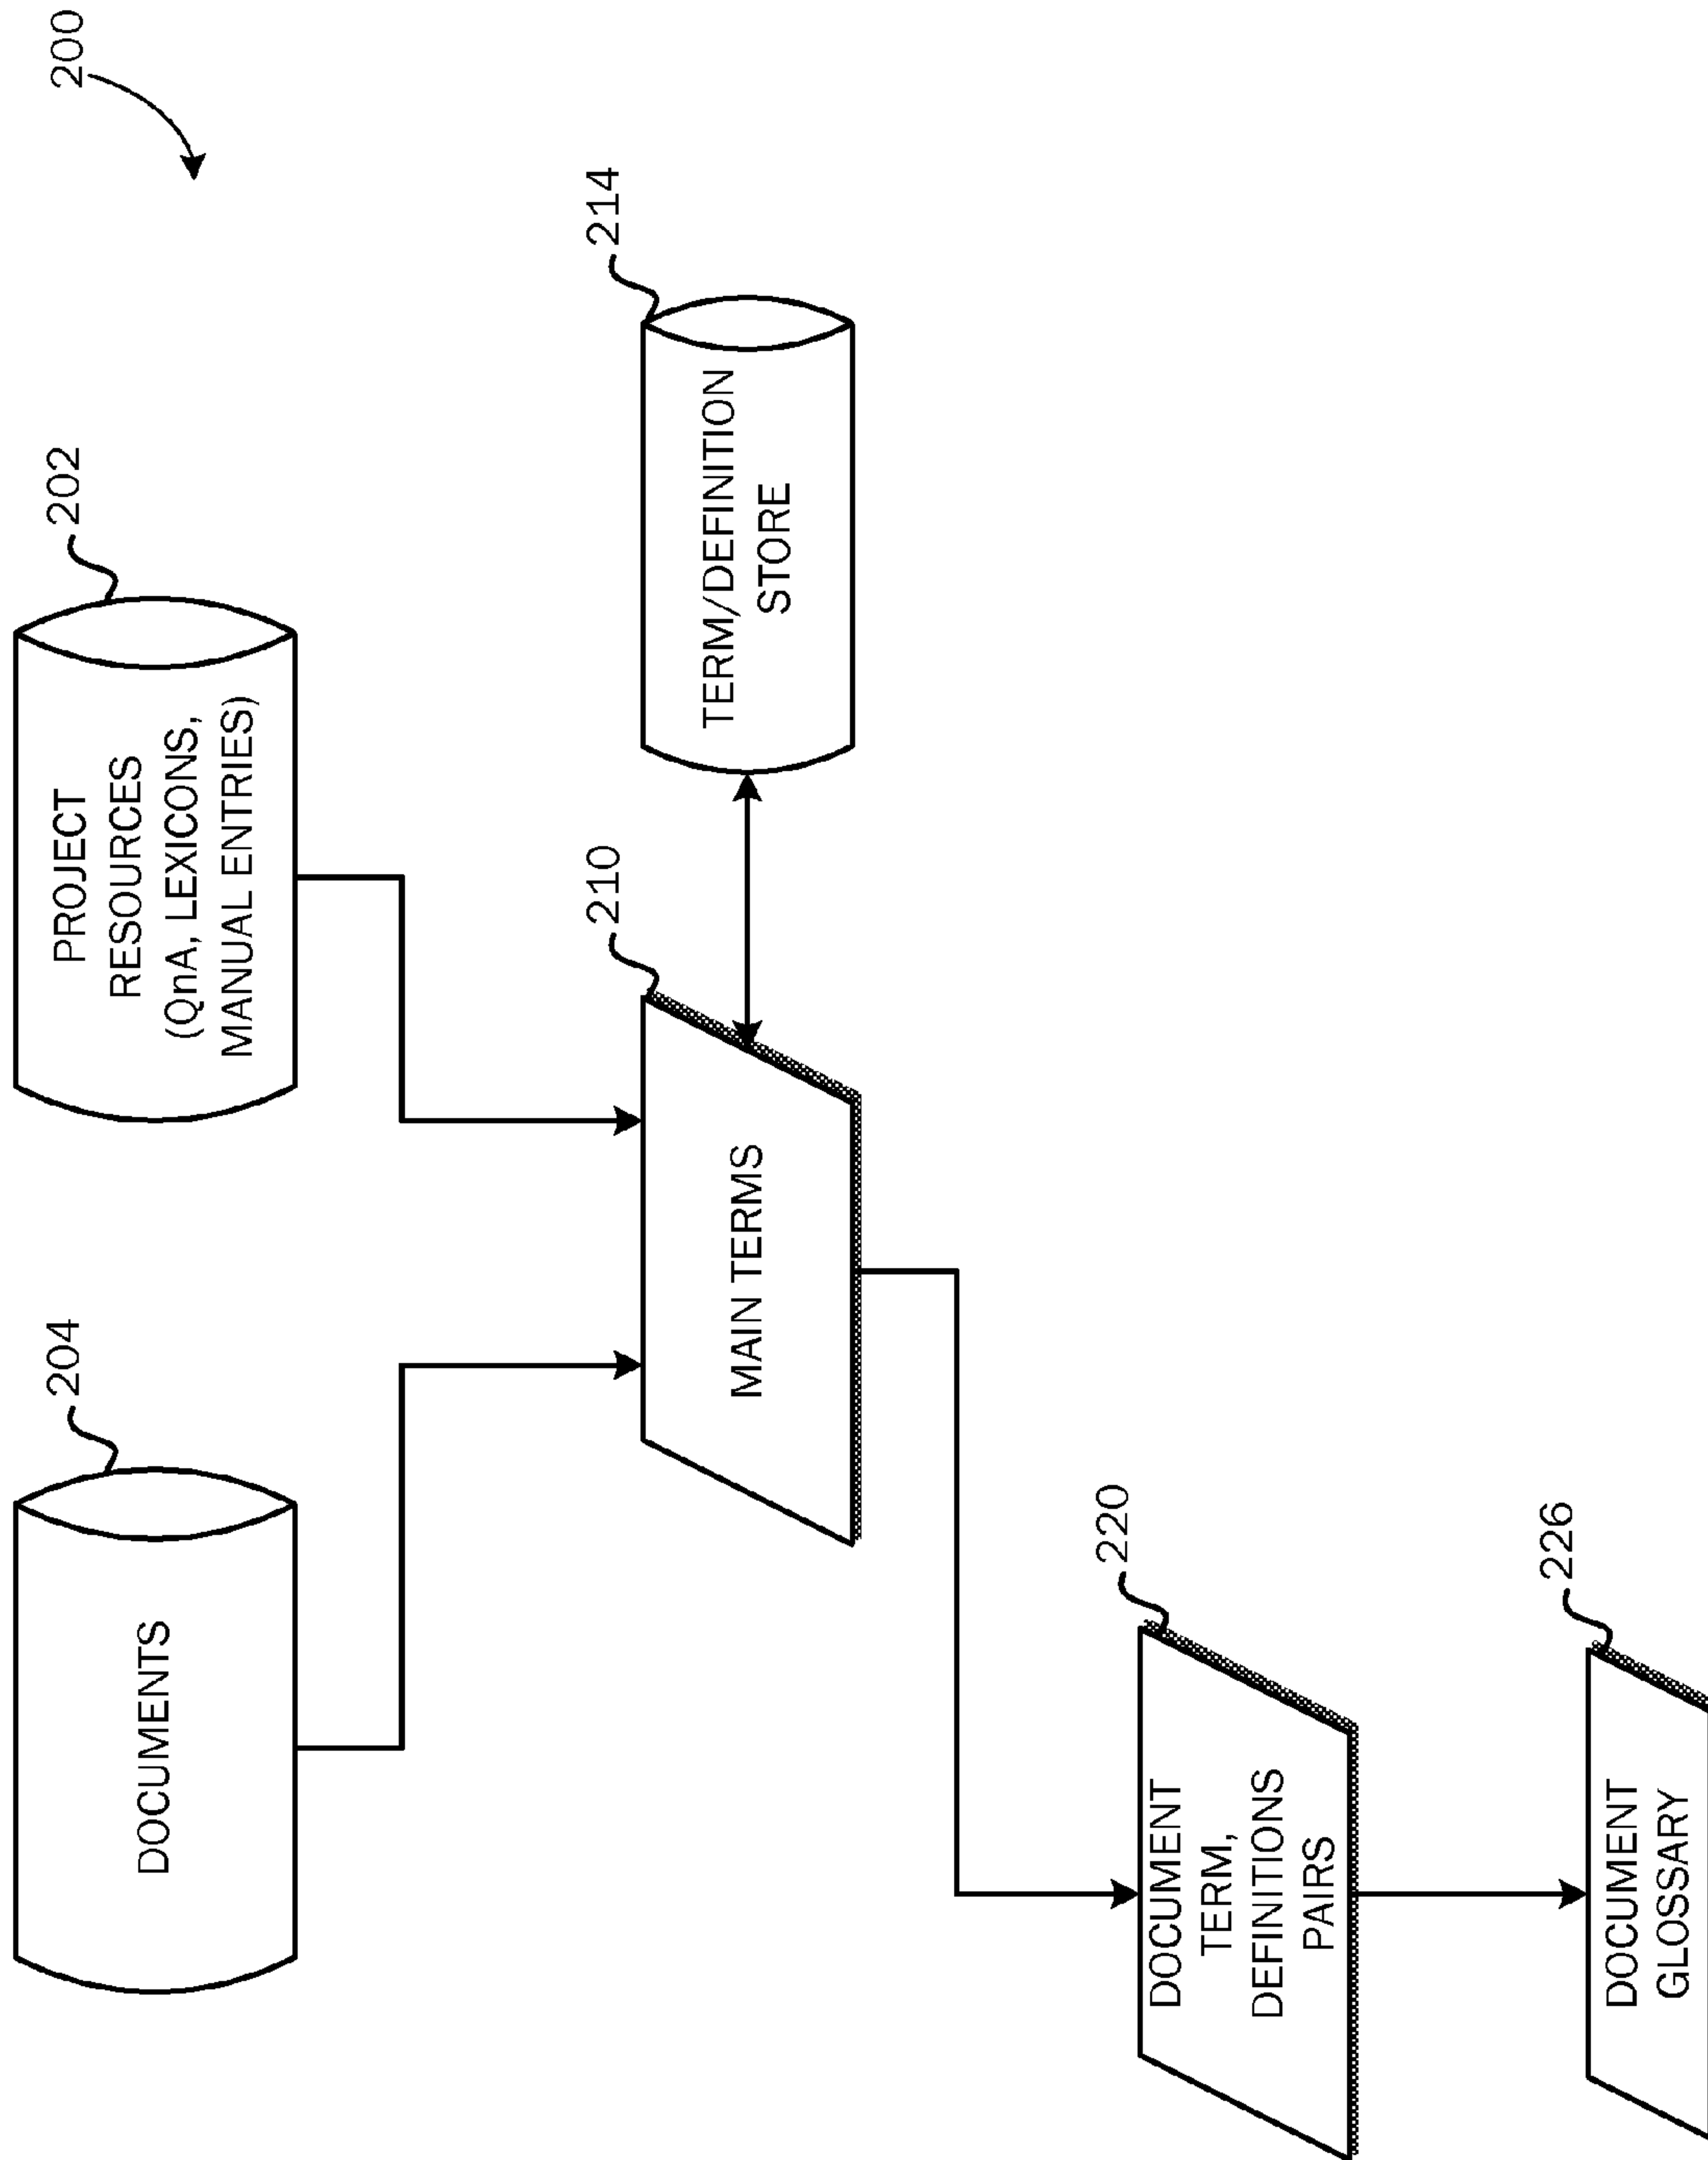 200
204
DOCUMENTS
202
PROJECT
RESOURCES
(QnA, LEXICONS,
MANUAL ENTRIES)
210
MAIN TERMS
214
TERM/DEFINITION
STORE
220
DOCUMENT
TERM,
DEFINITIONS
PAIRS
226
DOCUMENT
GLOSSARY